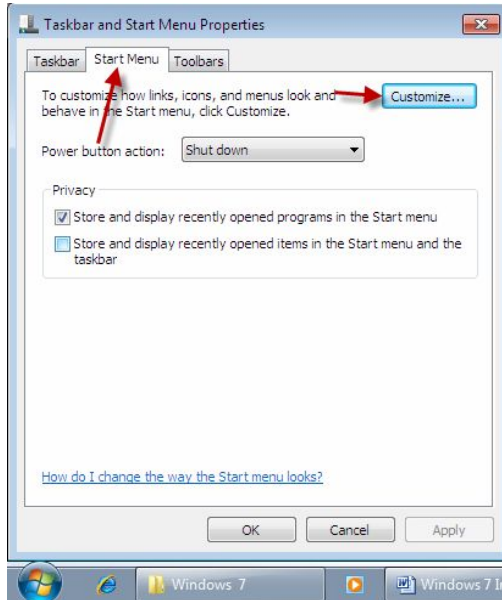 Taskbar and Start Menu Properties
Taskbar Start Menu Toolbars
To customize how links, icons, and menus look and
behave in the Start menu, click Customize.
Customize...
Power button action: Shut down
Privacy
Store and display recently opened programs in the Start menu
Store and display recently opened items in the Start menu and the
taskbar
How do I change the way the Start menu looks?
OK Cancel Apply
Windows 7 Windows 7 I